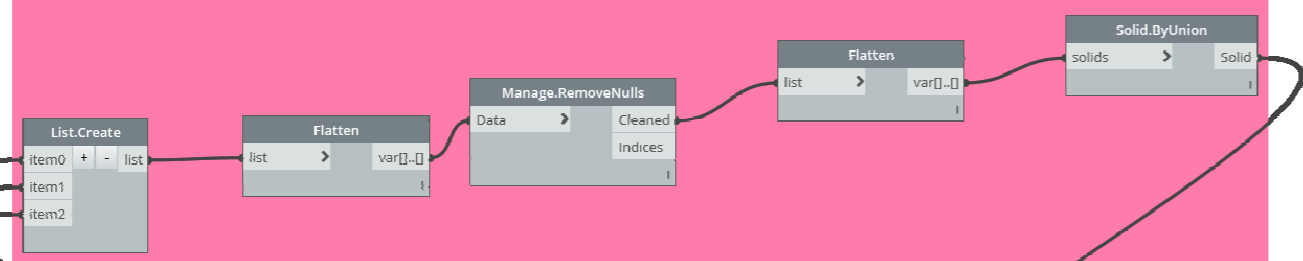 List.Create
item0 + - list
item1
item2
Flatten
list > var[]..[]
l
Manage.RemoveNulls
Data > Cleaned
Indices
l
Flatten
list > var[]..[]
l
Solid.ByUnion
solids > Solid
l